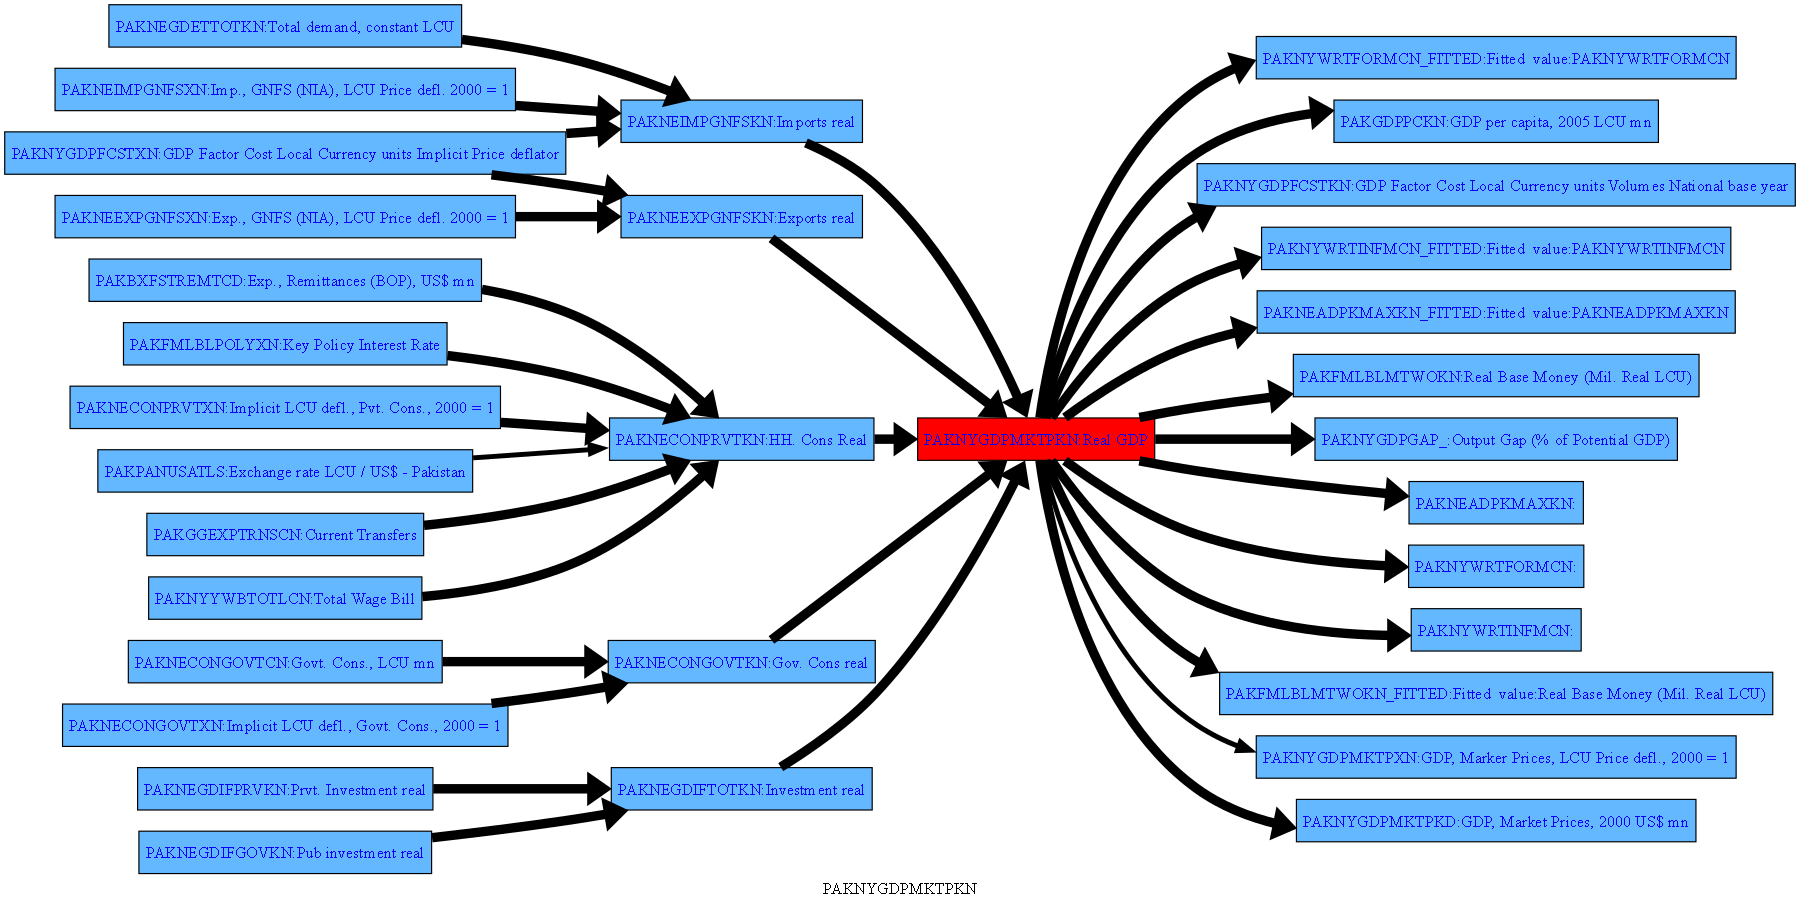 PAKNEGDETTOTKN:Total demand, constant LCU
PAKNEIMPGNFSXN:Imp., GNFS (NIA), LCU Price defl. 2000 = 1
PAKNYGDPFCSTXN:GDP Factor Cost Local Currency units Implicit Price deflator
PAKNEEXPGNFSXN:Exp., GNFS (NIA), LCU Price defl. 2000 = 1
PAKBXFSTREMTCD:Exp., Remittances (BOP), US$ mn
PAKFMLBLPOLYXN:Key Policy Interest Rate
PAKNECONPRVTXN:Implicit LCU defl., Pvt. Cons., 2000 = 1
PAKPANUSATLS:Exchange rate LCU / US$ - Pakistan
PAKGGEXPTRNSCN:Current Transfers
PAKNYYWBTOTLCN:Total Wage Bill
PAKNECONGOVTCN:Govt. Cons., LCU mn
PAKNECONGOVTXN:Implicit LCU defl., Govt. Cons., 2000 = 1
PAKNEGDIFPRVKN:Prvt. Investment real
PAKNEGDIFGOVKN:Pub investment real
PAKNEIMPGNFSKN:Imports real
PAKNEEXPGNFSKN:Exports real
PAKNECONPRVTKN:HH. Cons Real
PAKNECONGOVTKN:Gov. Cons real
PAKNEGDIFTOTKN:Investment real
PAKNYGDPMKTPKN:Real GDP
PAKNYWRTFORMCN_FITTED:Fitted value:PAKNYWRTFORMCN
PAKGDPPCKN:GDP per capita, 2005 LCU mn
PAKNYGDPFCSTKN:GDP Factor Cost Local Currency units Volumes National base year
PAKNYWRTINFMCN_FITTED:Fitted value:PAKNYWRTINFMCN
PAKNEADPKMAXKN_FITTED:Fitted value:PAKNEADPKMAXKN
PAKFMLBLMTWOKN:Real Base Money (Mil. Real LCU)
PAKNYGDPGAP_:Output Gap (% of Potential GDP)
PAKNEADPKMAXKN:
PAKNYWRTFORMCN:
PAKNYWRTINFMCN:
PAKFMLBLMTWOKN_FITTED:Fitted value:Real Base Money (Mil. Real LCU)
PAKNYGDPMKTPXN:GDP, Marker Prices, LCU Price defl., 2000 = 1
PAKNYGDPMKTPKD:GDP, Market Prices, 2000 US$ mn
PAKNYGDPMKTPKN